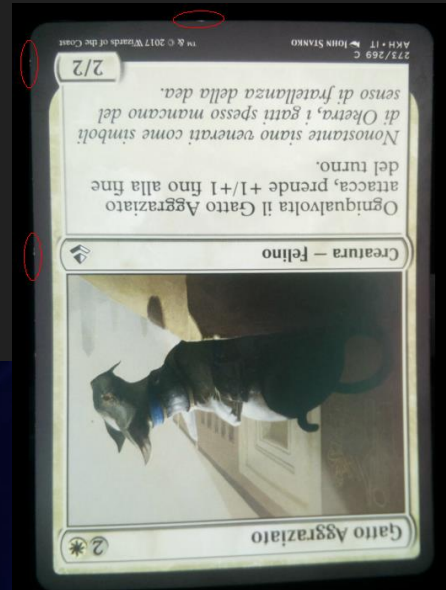 Gatto Aggraziato
2
Creatura — Felino
Ogniqualvolta il Gatto Aggraziato
attacca, prende +1/+1 fino alla fine
del turno.
Nonostante siano venerati come simboli
di Oketra, i gatti spesso mancano del
senso di fratellanza della dea.
2/2
273/269 C
AKH • IT John Stanko
™ & © 2017 Wizards of the Coast